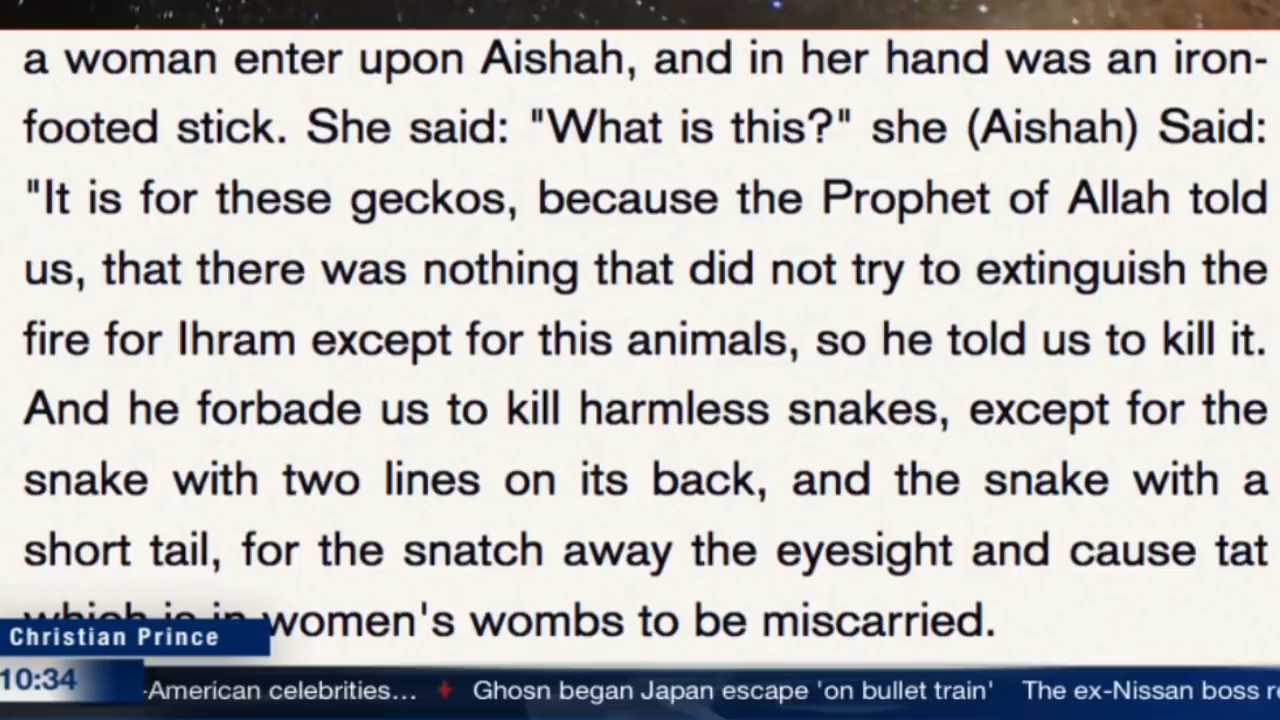 a woman enter upon Aishah, and in her hand was an iron-
footed stick. She said: "What is this?" she (Aishah) Said:
"It is for these geckos, because the Prophet of Allah told
us, that there was nothing that did not try to extinguish the
fire for Ihram except for this animals, so he told us to kill it.
And he forbade us to kill harmless snakes, except for the
snake with two lines on its back, and the snake with a
short tail, for the snatch away the eyesight and cause tat
which is in women's wombs to be miscarried.
Christian Prince
10:34
-American celebrities... Ghosn began Japan escape 'on bullet train' The ex-Nissan boss re